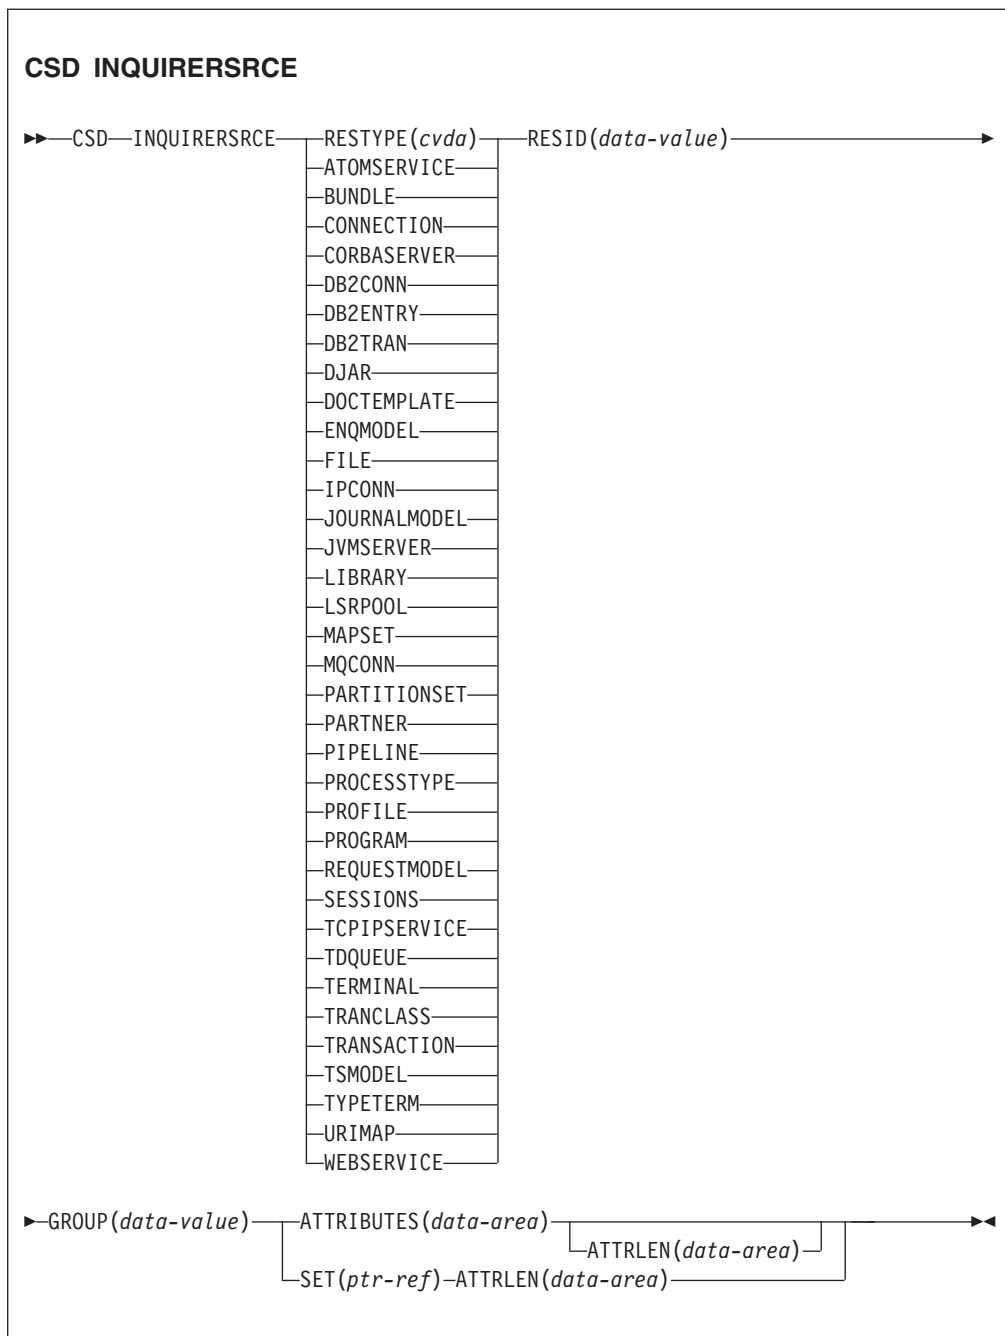 CSD INQUIRERSRCE
CSD INQUIRERSRCE RESTYPE(cvda) RESID(data-value)
ATOMSERVICE
BUNDLE
CONNECTION
CORBASERVER
DB2CONN
DB2ENTRY
DB2TRAN
DJAR
DOCTEMPLATE
ENQMODEL
FILE
IPCONN
JOURNALMODEL
JVMSERVER
LIBRARY
LSRPOOL
MAPSET
MQCONN
PARTITIONSET
PARTNER
PIPELINE
PROCESSTYPE
PROFILE
PROGRAM
REQUESTMODEL
SESSIONS
TCPIPSERVICE
TDQUEUE
TERMINAL
TRANCLASS
TRANSACTION
TSMODEL
TYPETERM
URIMAP
WEBSERVICE
GROUP(data-value) ATTRIBUTES(data-area)
ATTRLEN(data-area)
SET(ptr-ref) ATTRLEN(data-area)